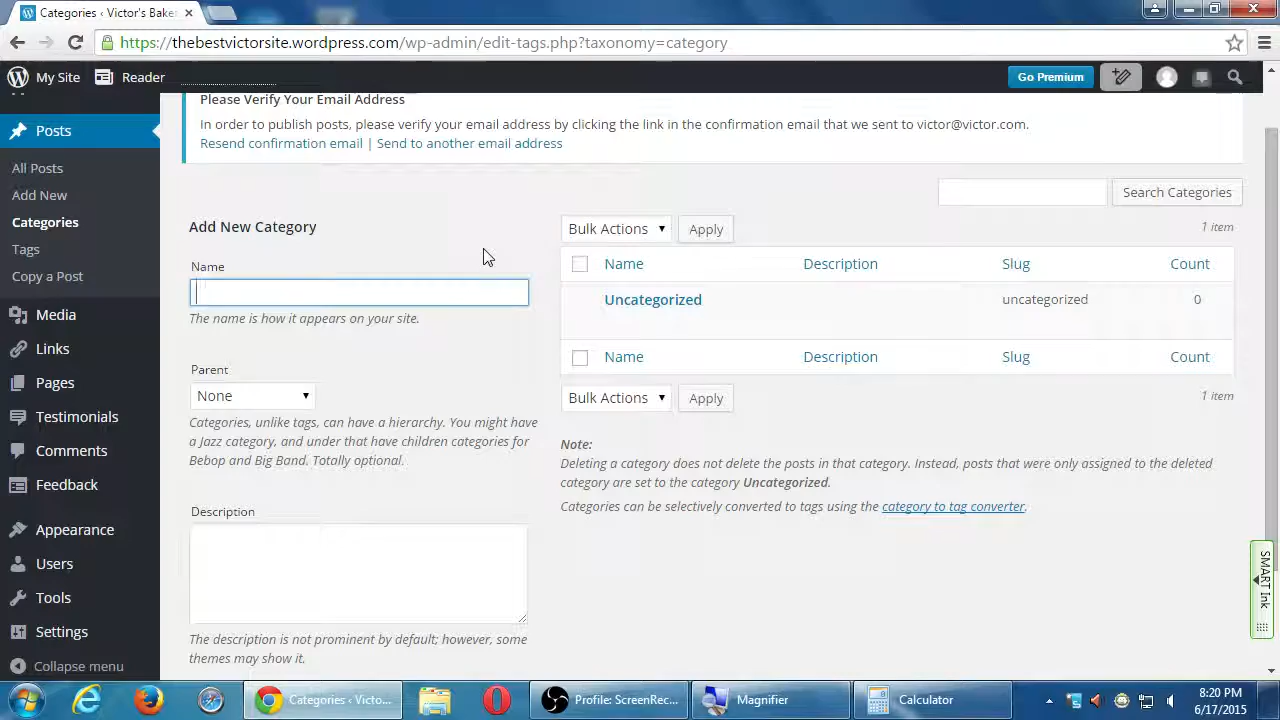 Categories ‹ Victor's Bake
https://thebestvictorsite.wordpress.com/wp-admin/edit-tags.php?taxonomy=category
My Site
Reader
Go Premium
Posts
All Posts
Add New
Categories
Tags
Copy a Post
Media
Links
Pages
Testimonials
Comments
Feedback
Appearance
Users
Tools
Settings
Collapse menu
Please Verify Your Email Address
In order to publish posts, please verify your email address by clicking the link in the confirmation email that we sent to victor@victor.com.
Resend confirmation email | Send to another email address
Search Categories
Add New Category
Name
The name is how it appears on your site.
Parent
None
Categories, unlike tags, can have a hierarchy. You might have
a Jazz category, and under that have children categories for
Bebop and Big Band. Totally optional.
Description
The description is not prominent by default; however, some
themes may show it.
Bulk Actions Apply 1 item
Name Description Slug Count
Uncategorized uncategorized 0
Name Description Slug Count
Bulk Actions Apply 1 item
Note:
Deleting a category does not delete the posts in that category. Instead, posts that were only assigned to the deleted
category are set to the category Uncategorized.
Categories can be selectively converted to tags using the category to tag converter.
SMART Ink
Categories ‹ Victo...
Profile: ScreenRec...
Magnifier
Calculator
8:20 PM
6/17/2015